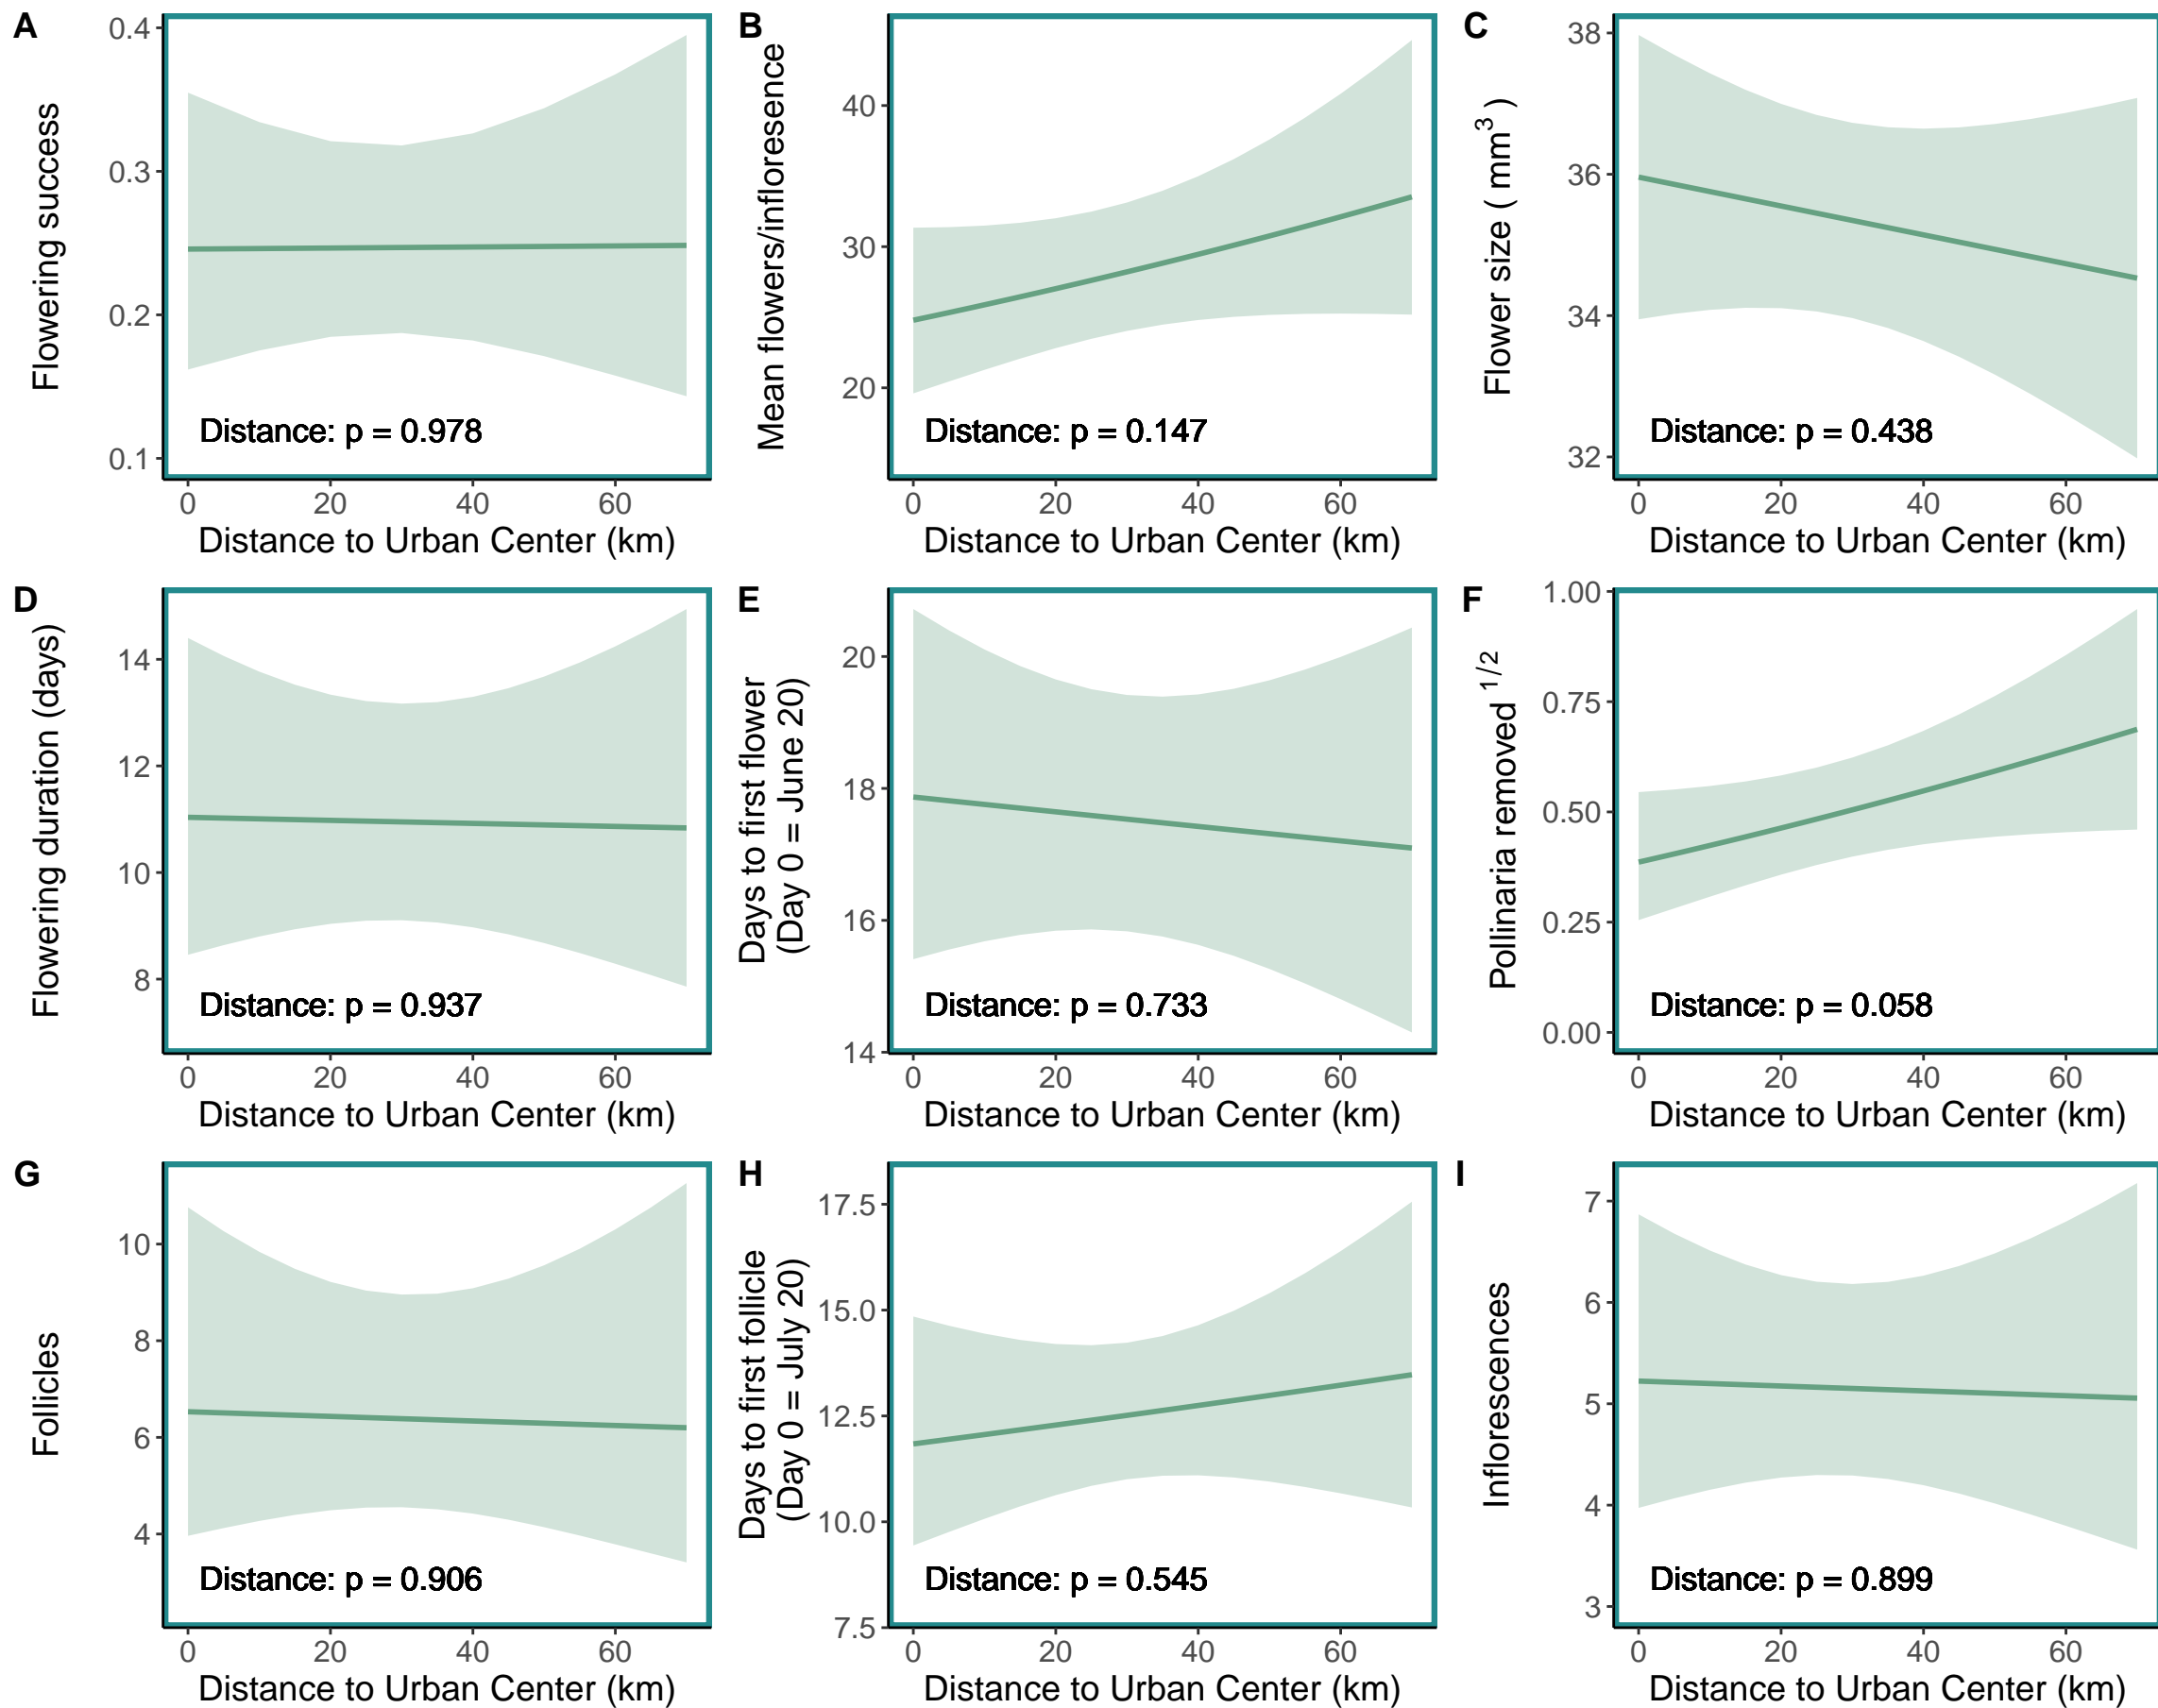 A
Flowering success
0.4
0.3
0.2
0.1
Distance: p = 0.978
0 20 40 60
Distance to Urban Center (km)
B
Mean flowers/infloresence
40
30
20
Distance: p = 0.147
0 20 40 60
Distance to Urban Center (km)
C
Flower size ( mm³ )
38
36
34
32
Distance: p = 0.438
0 20 40 60
Distance to Urban Center (km)
D
Flowering duration (days)
14
12
10
8
Distance: p = 0.937
0 20 40 60
Distance to Urban Center (km)
E
Days to first flower
(Day 0 = June 20)
20
18
16
14
Distance: p = 0.733
0 20 40 60
Distance to Urban Center (km)
F
Pollinaria removed 1/2
1.00
0.75
0.50
0.25
0.00
Distance: p = 0.058
0 20 40 60
Distance to Urban Center (km)
G
Follicles
10
8
6
4
Distance: p = 0.906
0 20 40 60
Distance to Urban Center (km)
H
Days to first follicle
(Day 0 = July 20)
17.5
15.0
12.5
10.0
7.5
Distance: p = 0.545
0 20 40 60
Distance to Urban Center (km)
I
Inflorescences
7
6
5
4
3
Distance: p = 0.899
0 20 40 60
Distance to Urban Center (km)